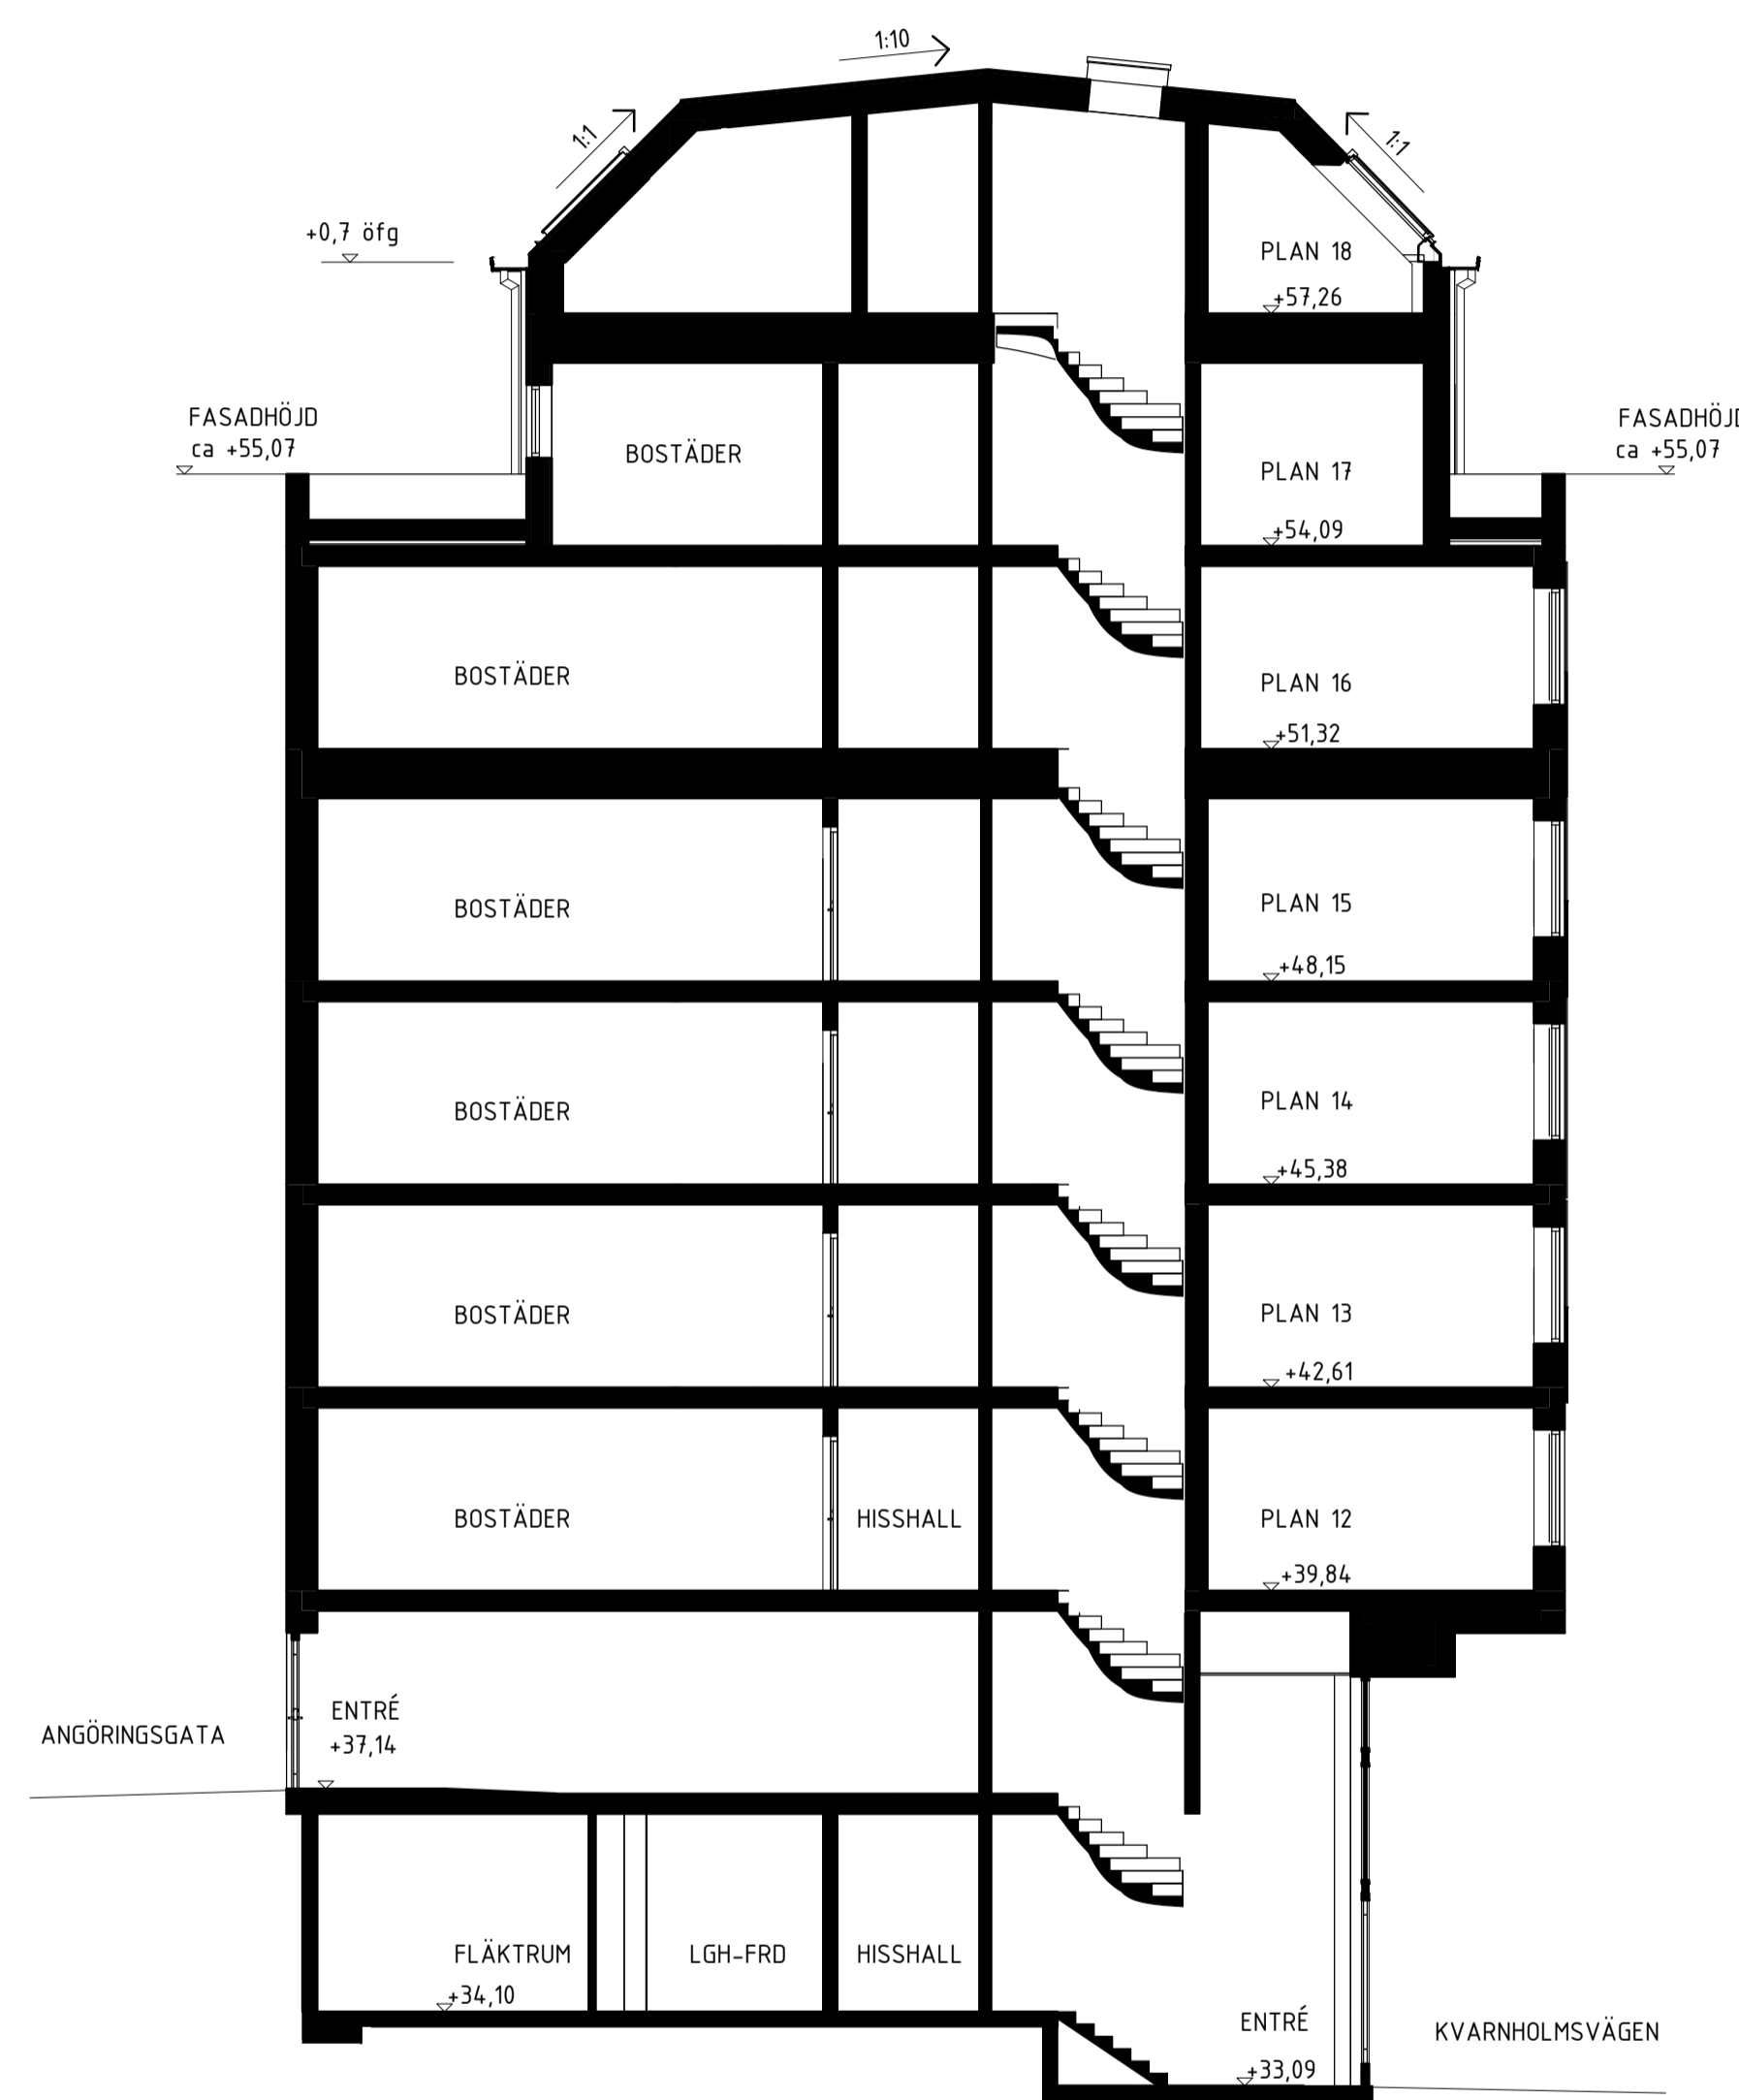 1:10
1:1
1:1
+0,7 öfg
PLAN 18
+57,26
FASADHÖJD
ca +55,07
FASADHÖJD
ca +55,07
BOSTÄDER
PLAN 17
+54,09
BOSTÄDER
PLAN 16
+51,32
BOSTÄDER
PLAN 15
+48,15
BOSTÄDER
PLAN 14
+45,38
BOSTÄDER
PLAN 13
+42,61
BOSTÄDER
HISSHALL
PLAN 12
+39,84
ANGÖRINGSGATA
ENTRÉ
+37,14
FLÄKTRUM
+34,10
LGH-FRD
HISSHALL
ENTRÉ
+33,09
KVARNHOLMSVÄGEN